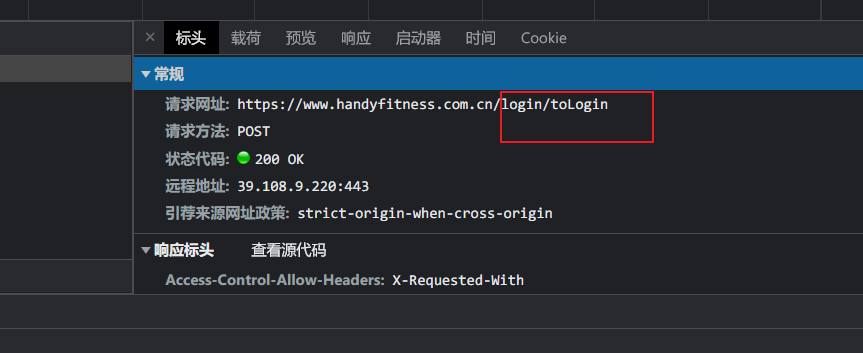 × 标头 载荷 预览 响应 启动器 时间 Cookie
常规
请求网址: https://www.handyfitness.com.cn/login/toLogin
请求方法: POST
状态代码: 200 OK
远程地址: 39.108.9.220:443
引荐来源网址政策: strict-origin-when-cross-origin
响应标头 查看源代码
Access-Control-Allow-Headers: X-Requested-With